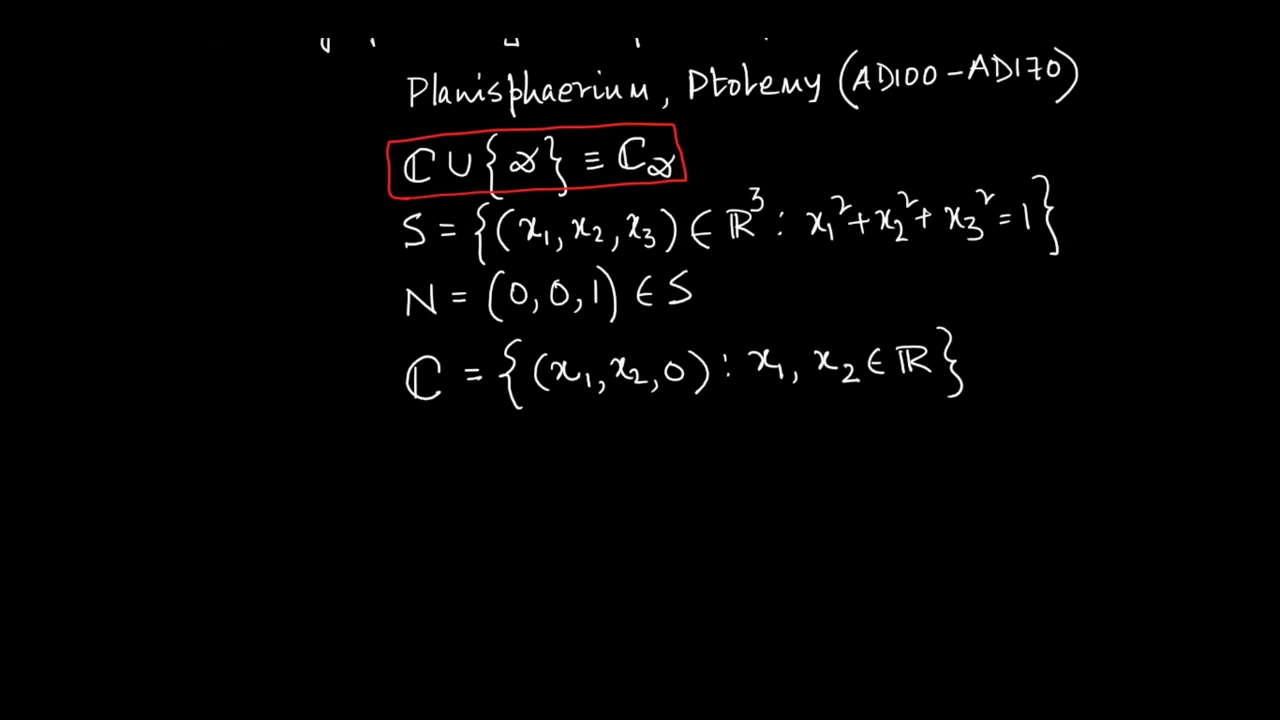 Planisphaerium, Ptolemy (AD100-AD170)
ℂ ∪ {∞} ≡ ℂ∞
S = {(x₁, x₂, x₃) ∈ ℝ³ : x₁² + x₂² + x₃² = 1}
N = (0, 0, 1) ∈ S
ℂ = {(x₁, x₂, 0) : x₁, x₂ ∈ ℝ}